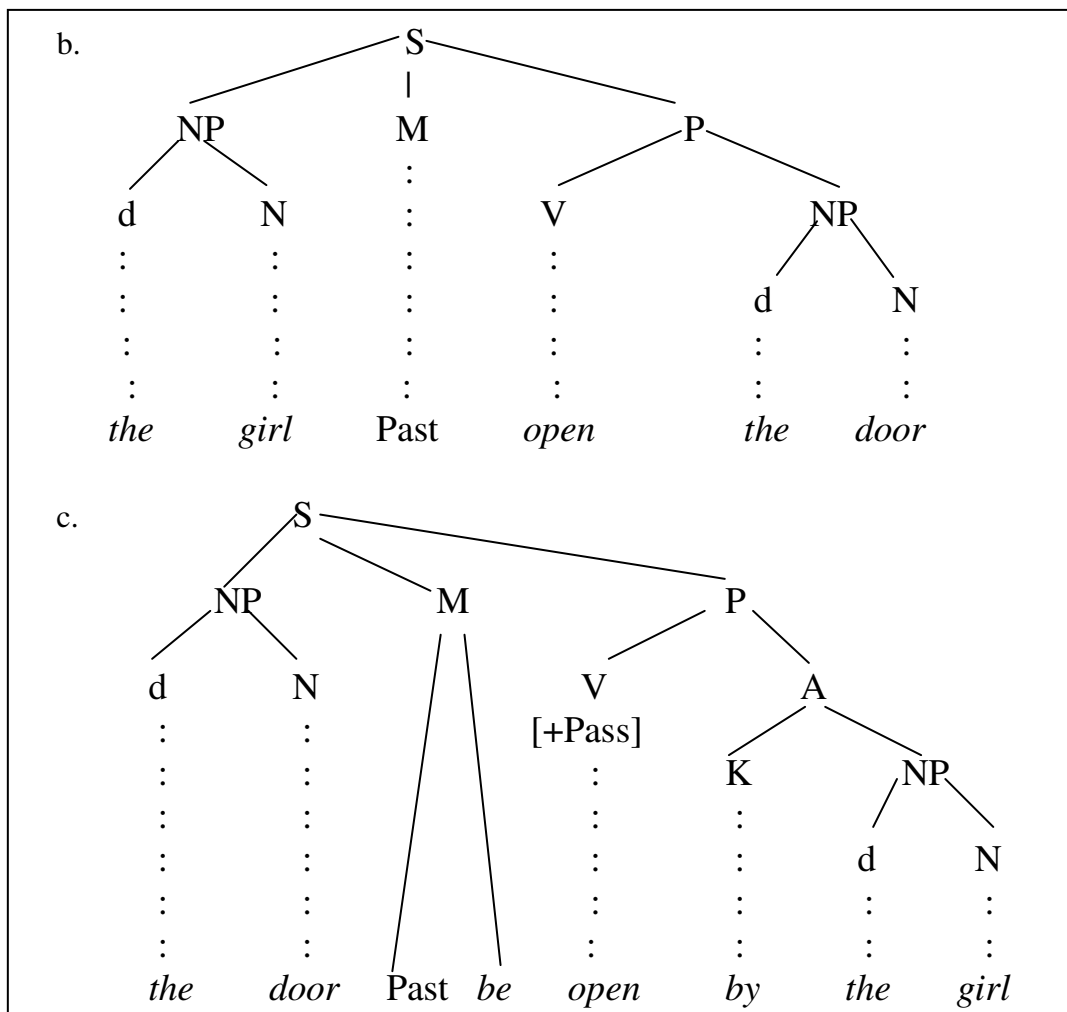 b. S
NP M P
:
d N : V NP
: : : :
: : : : d N
: : : : : :
: : : : : :
the girl Past open the door
c. S
NP M P
d N V A
: : [+Pass]
: : : K NP
: : : :
: : : : d N
: : : : : :
: : : : : :
the door Past be open by the girl